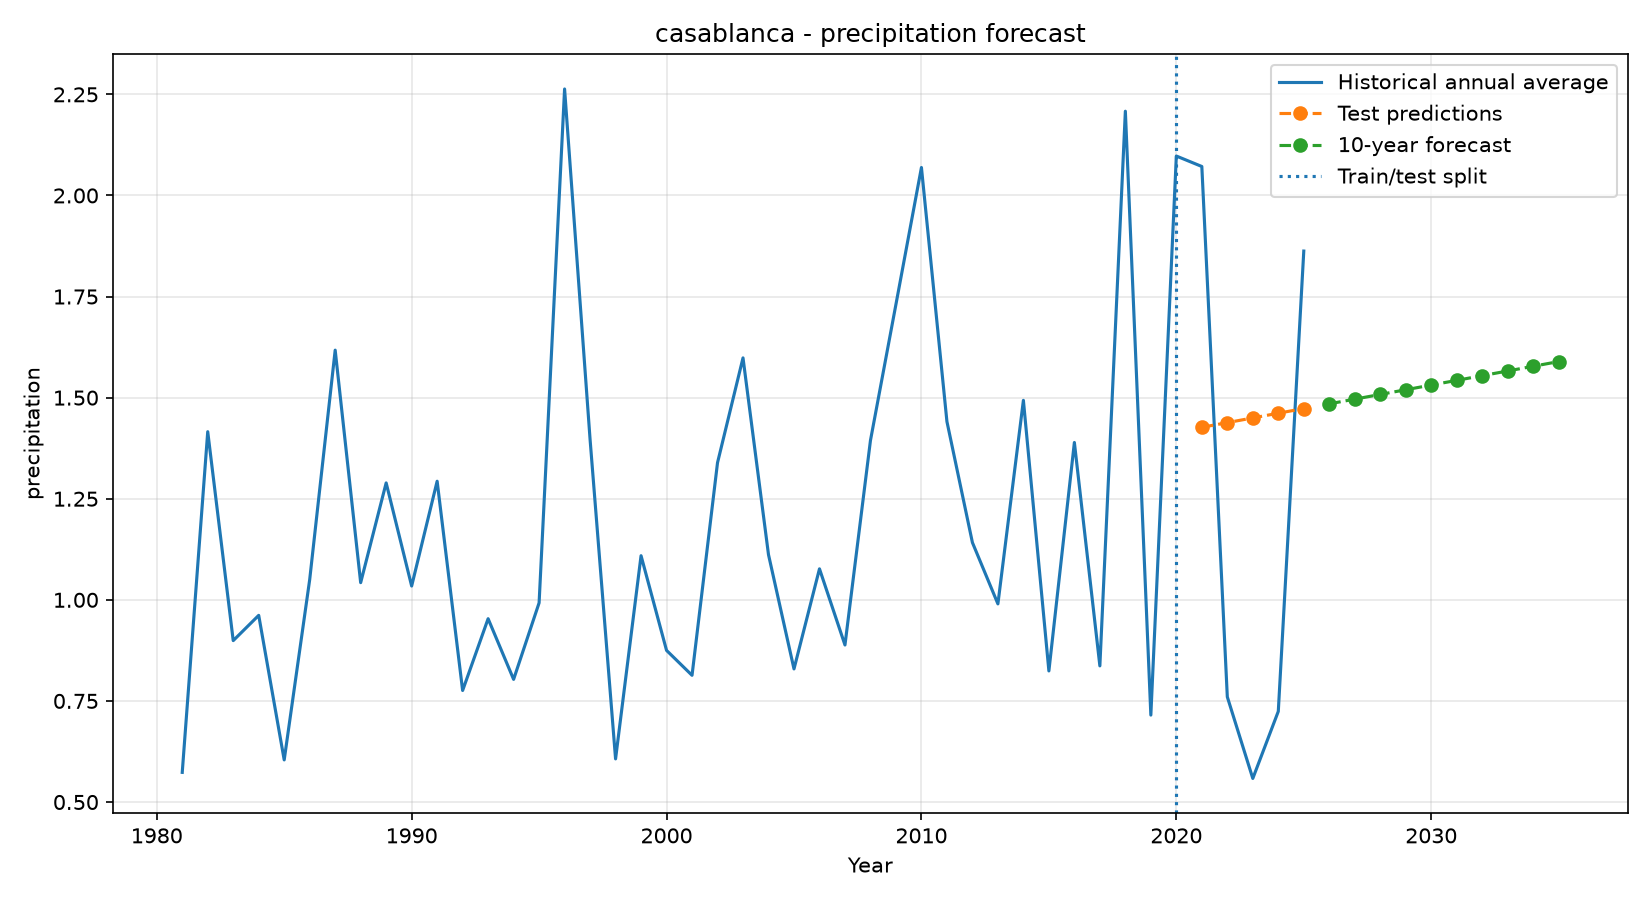 casablanca - precipitation forecast
Historical annual average
Test predictions
10-year forecast
Train/test split
precipitation
2.25
2.00
1.75
1.50
1.25
1.00
0.75
0.50
1980
1990
2000
2010
2020
2030
Year